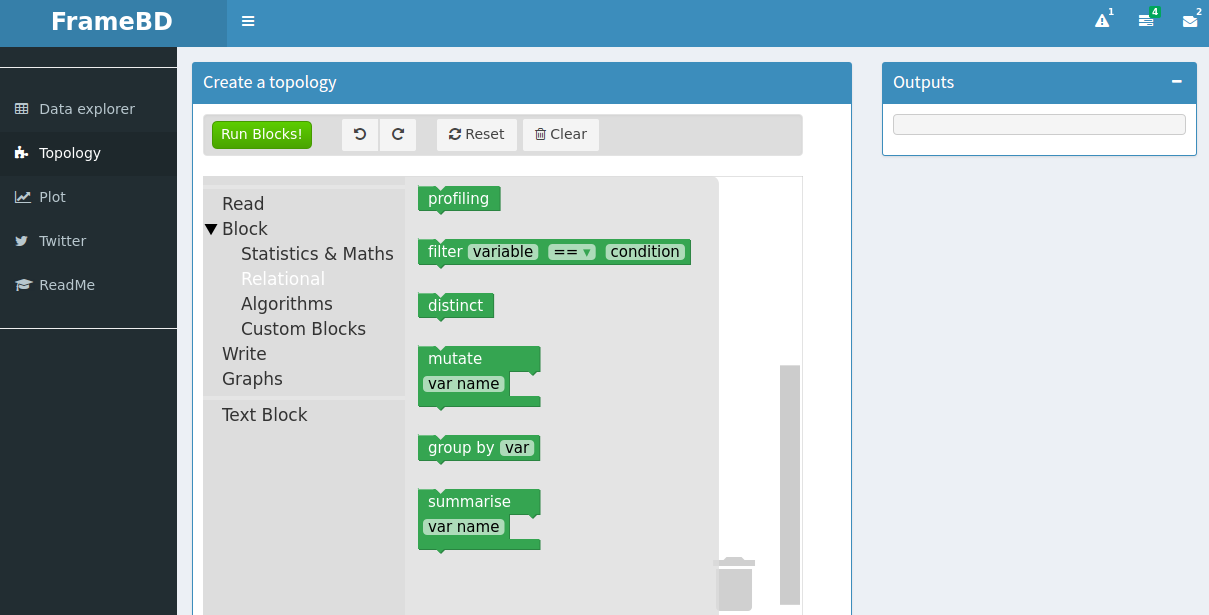 FrameBD
1
4
2
Data explorer
Topology
Plot
Twitter
ReadMe
Create a topology
Run Blocks!
Reset
Clear
Read
Block
Statistics & Maths
Relational
Algorithms
Custom Blocks
Write
Graphs
Text Block
profiling
filter variable == ▾ condition
distinct
mutate
var name
group by var
summarise
var name
Outputs